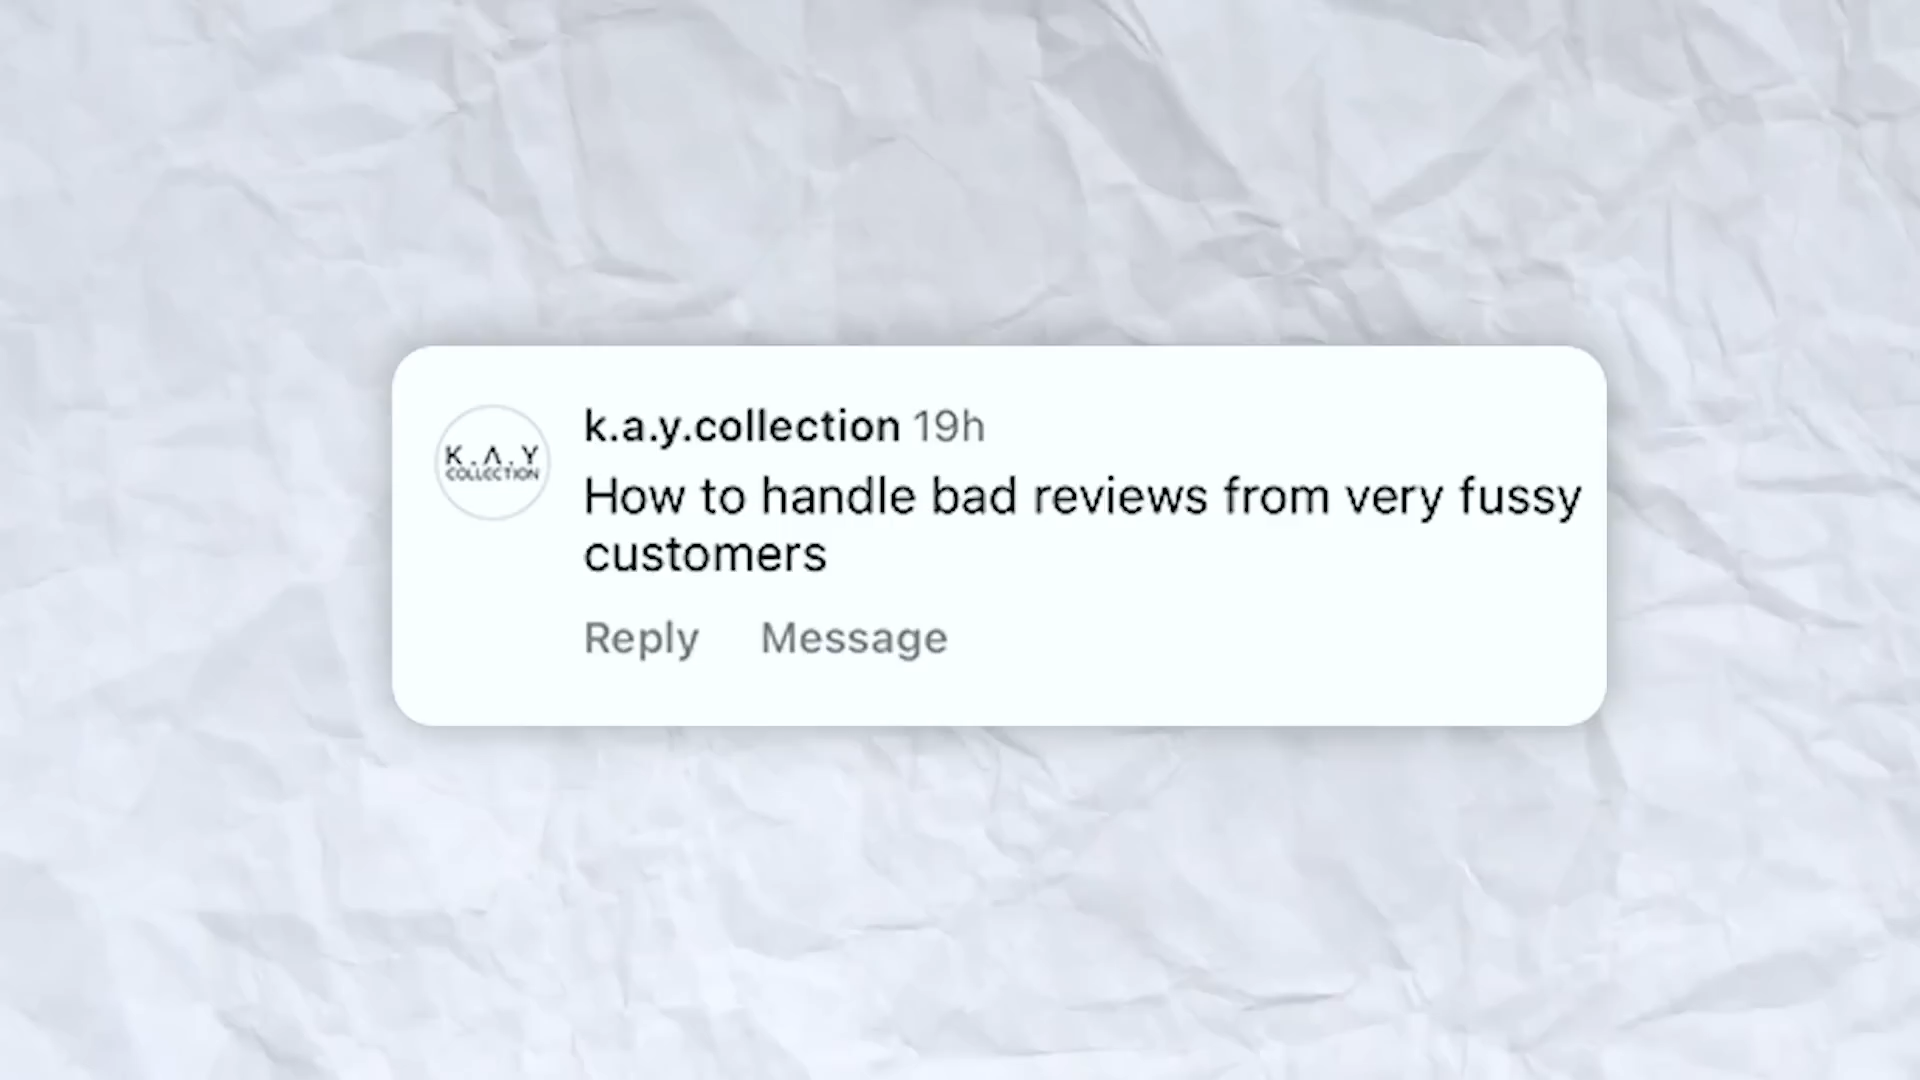 K.A.Y
COLLECTION
k.a.y.collection 19h
How to handle bad reviews from very fussy
customers
Reply Message